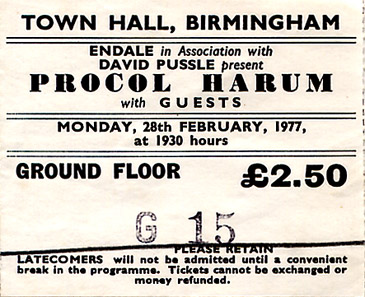 TOWN HALL, BIRMINGHAM
ENDALE in Association with
DAVID PUSSLE present
PROCOL HARUM
with GUESTS
MONDAY, 28th FEBRUARY, 1977,
at 1930 hours
GROUND FLOOR £2.50
G 15
PLEASE RETAIN
LATECOMERS will not be admitted until a convenient
break in the programme. Tickets cannot be exchanged or
money refunded.